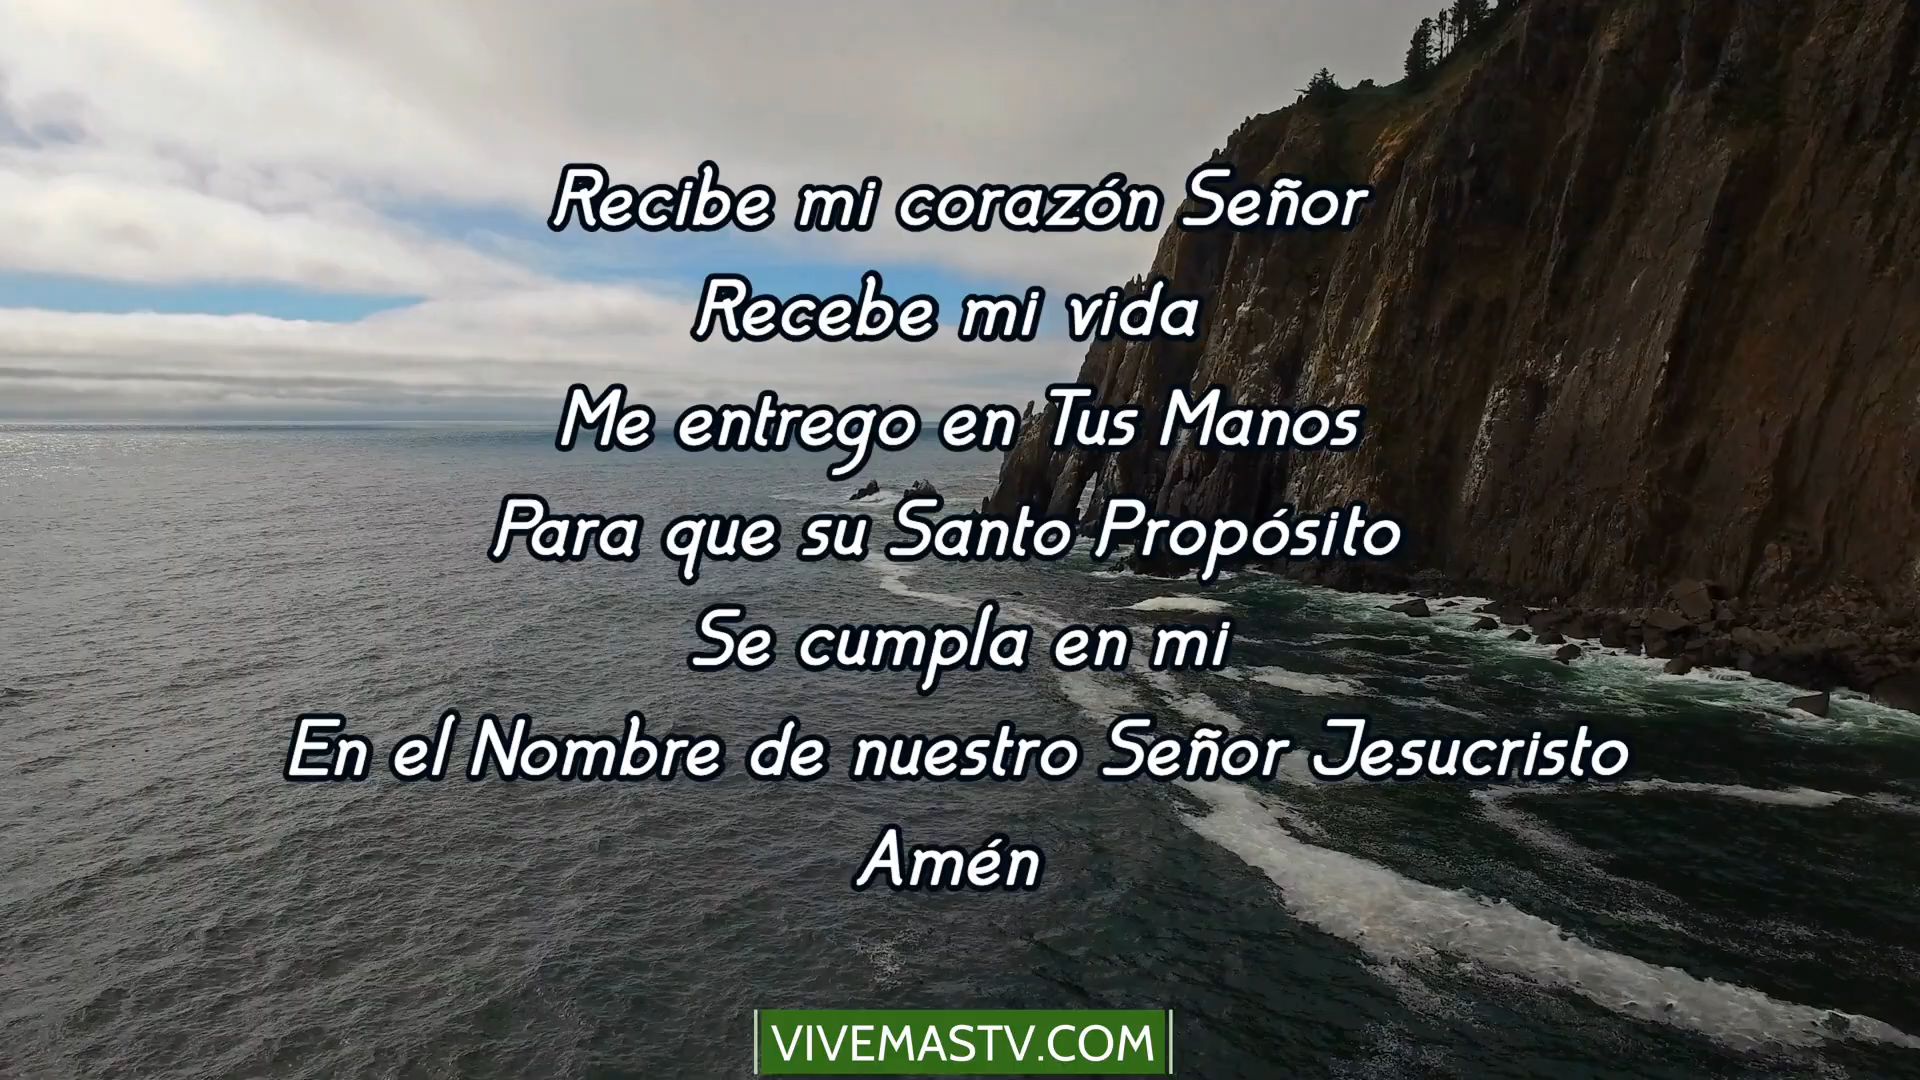 Recibe mi corazón Señor
Recebe mi vida
Me entrego en Tus Manos
Para que su Santo Propósito
Se cumpla en mi
En el Nombre de nuestro Señor Jesucristo
Amén
VIVEMASTV.COM